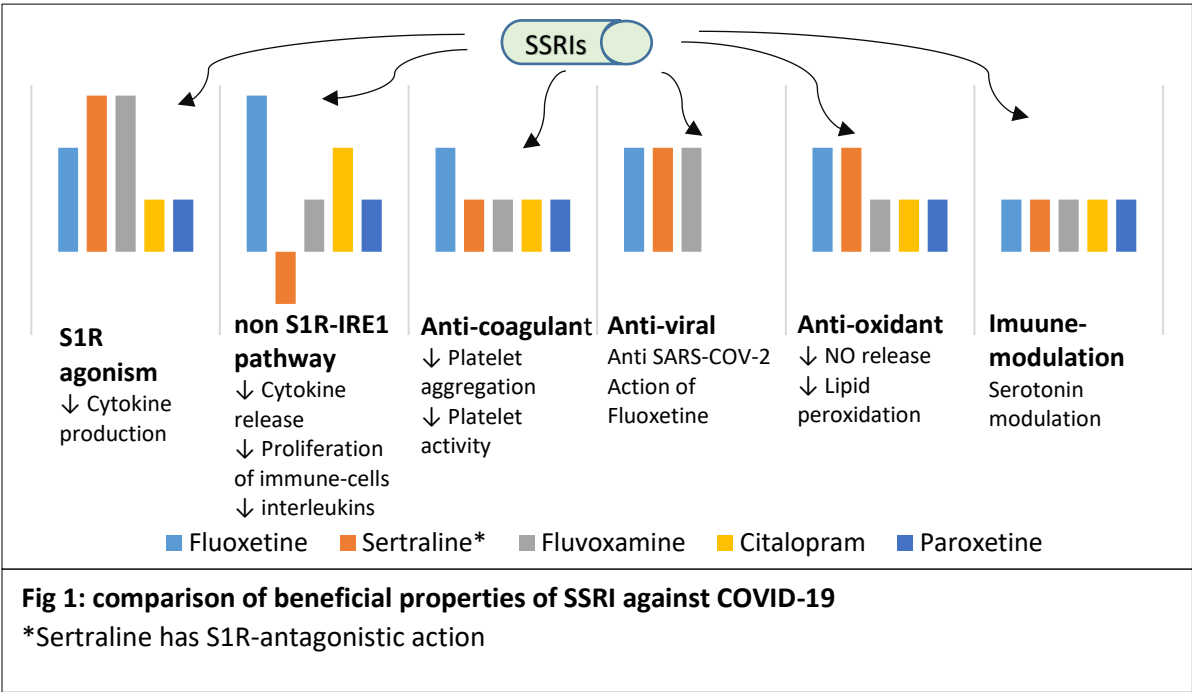 SSRIs
S1R
agonism
↓ Cytokine
production
non S1R-IRE1
pathway
↓ Cytokine
release
↓ Proliferation
of immune-cells
↓ interleukins
Anti-coagulant
↓ Platelet
aggregation
↓ Platelet
activity
Anti-viral
Anti SARS-COV-2
Action of
Fluoxetine
Anti-oxidant
↓ NO release
↓ Lipid
peroxidation
Imuune-
modulation
Serotonin
modulation
Fluoxetine Sertraline* Fluvoxamine Citalopram Paroxetine
Fig 1: comparison of beneficial properties of SSRI against COVID-19
*Sertraline has S1R-antagonistic action